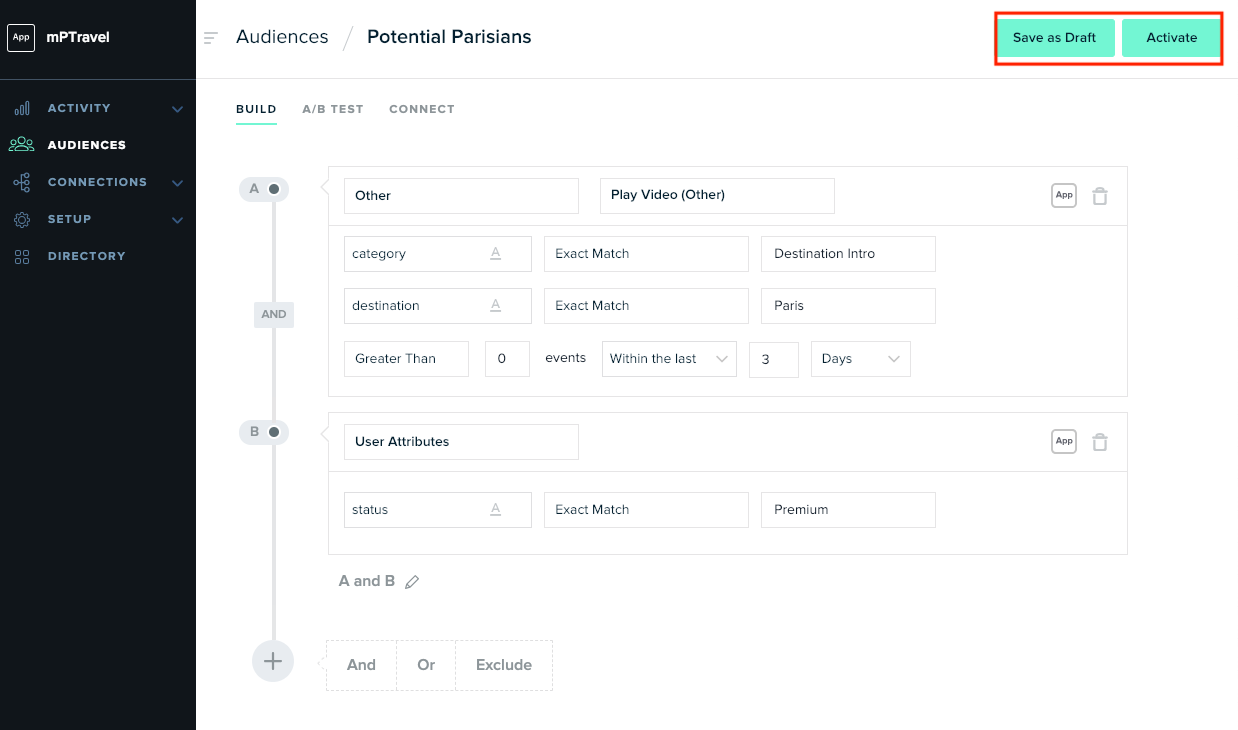 App mPTravel
ACTIVITY
AUDIENCES
CONNECTIONS
SETUP
DIRECTORY
Audiences / Potential Parisians
Save as Draft Activate
BUILD A/B TEST CONNECT
A Other Play Video (Other) App
category A Exact Match Destination Intro
destination A Exact Match Paris
AND
Greater Than 0 events Within the last 3 Days
B User Attributes App
status A Exact Match Premium
A and B
And Or Exclude